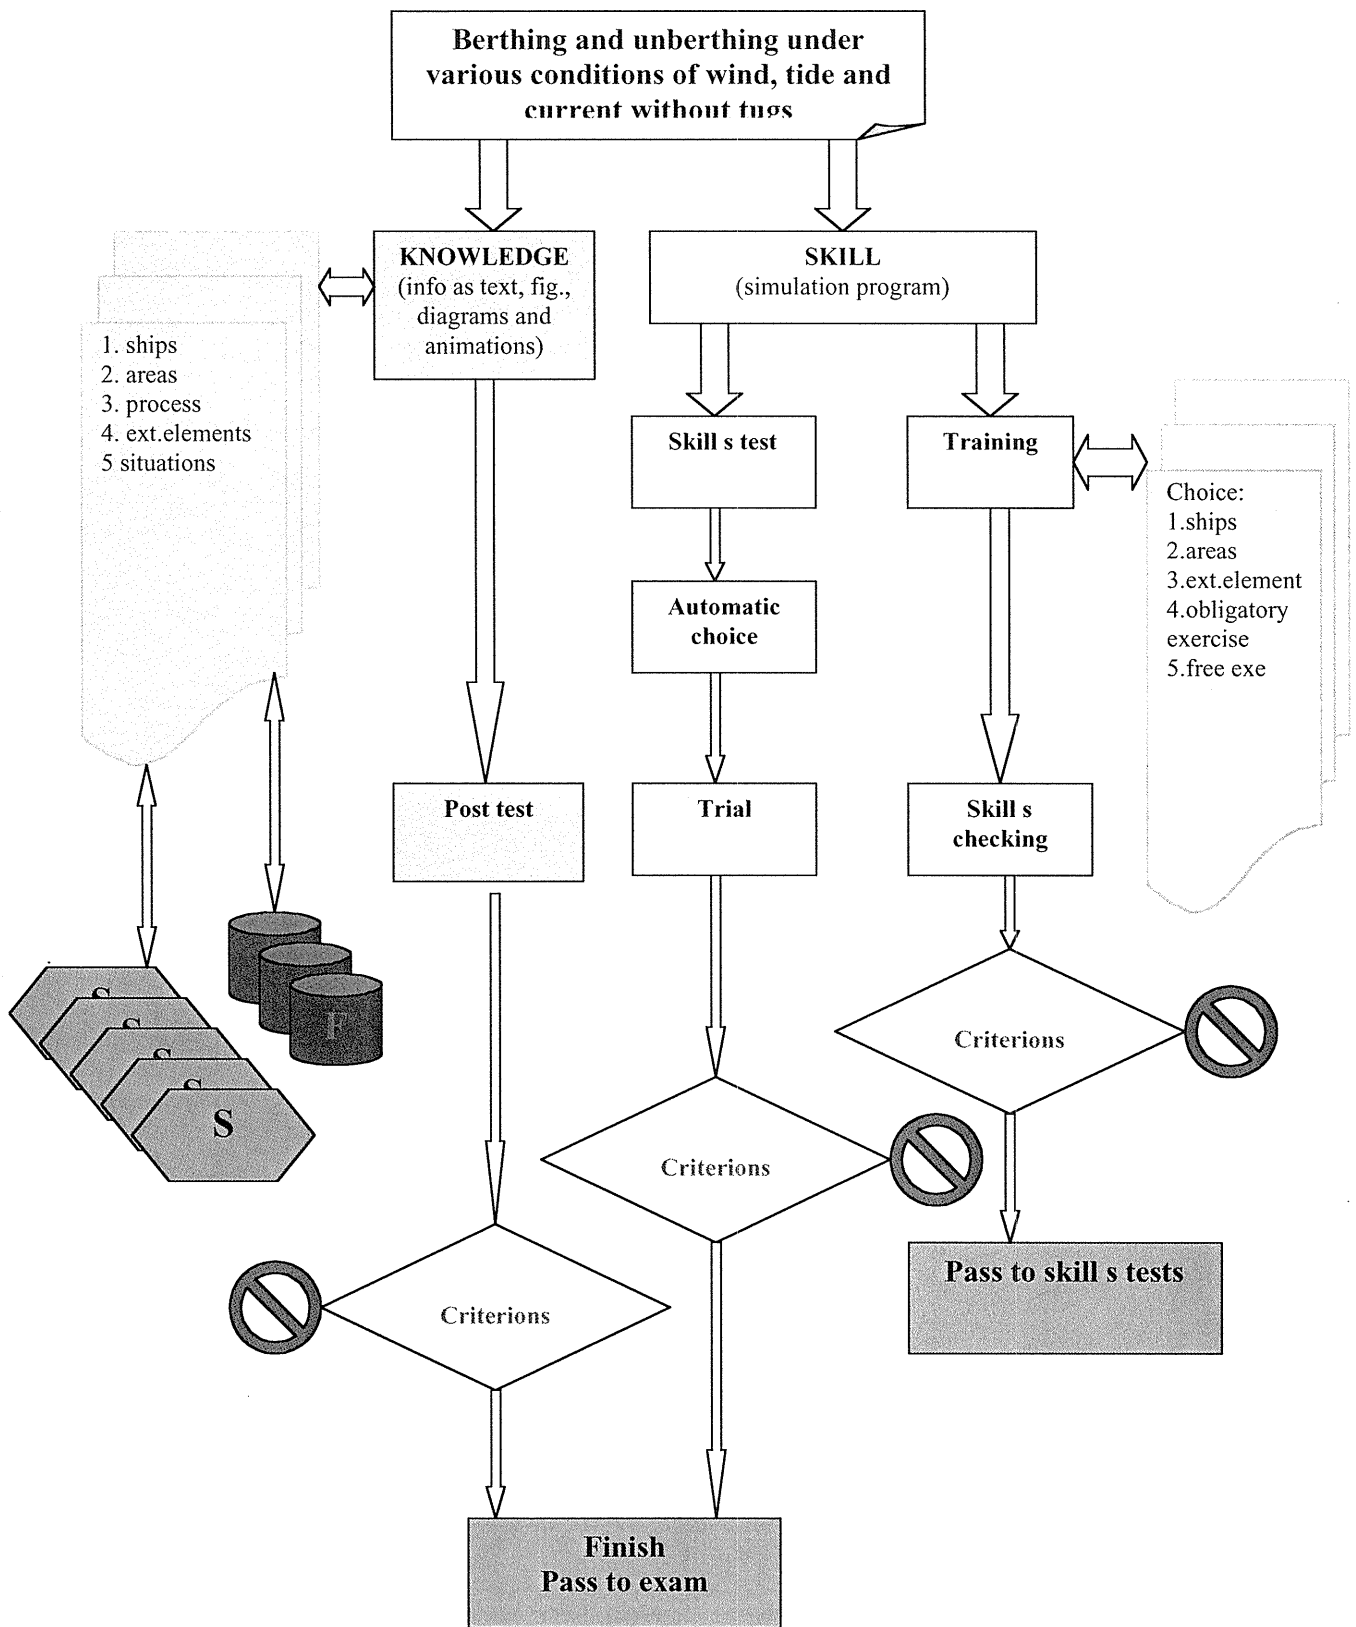 Berthing and unberthing under
various conditions of wind, tide and
current without tugs
KNOWLEDGE
(info as text, fig.,
diagrams and
animations)
SKILL
(simulation program)
1. ships
2. areas
3. process
4. ext.elements
5 situations
Skill s test
Training
Choice:
1.ships
2.areas
3.ext.element
4.obligatory
exercise
5.free exe
Automatic
choice
Post test
Trial
Skill s
checking
S
S
S
S
S
F
Criterions
Criterions
Criterions
Pass to skill s tests
Finish
Pass to exam